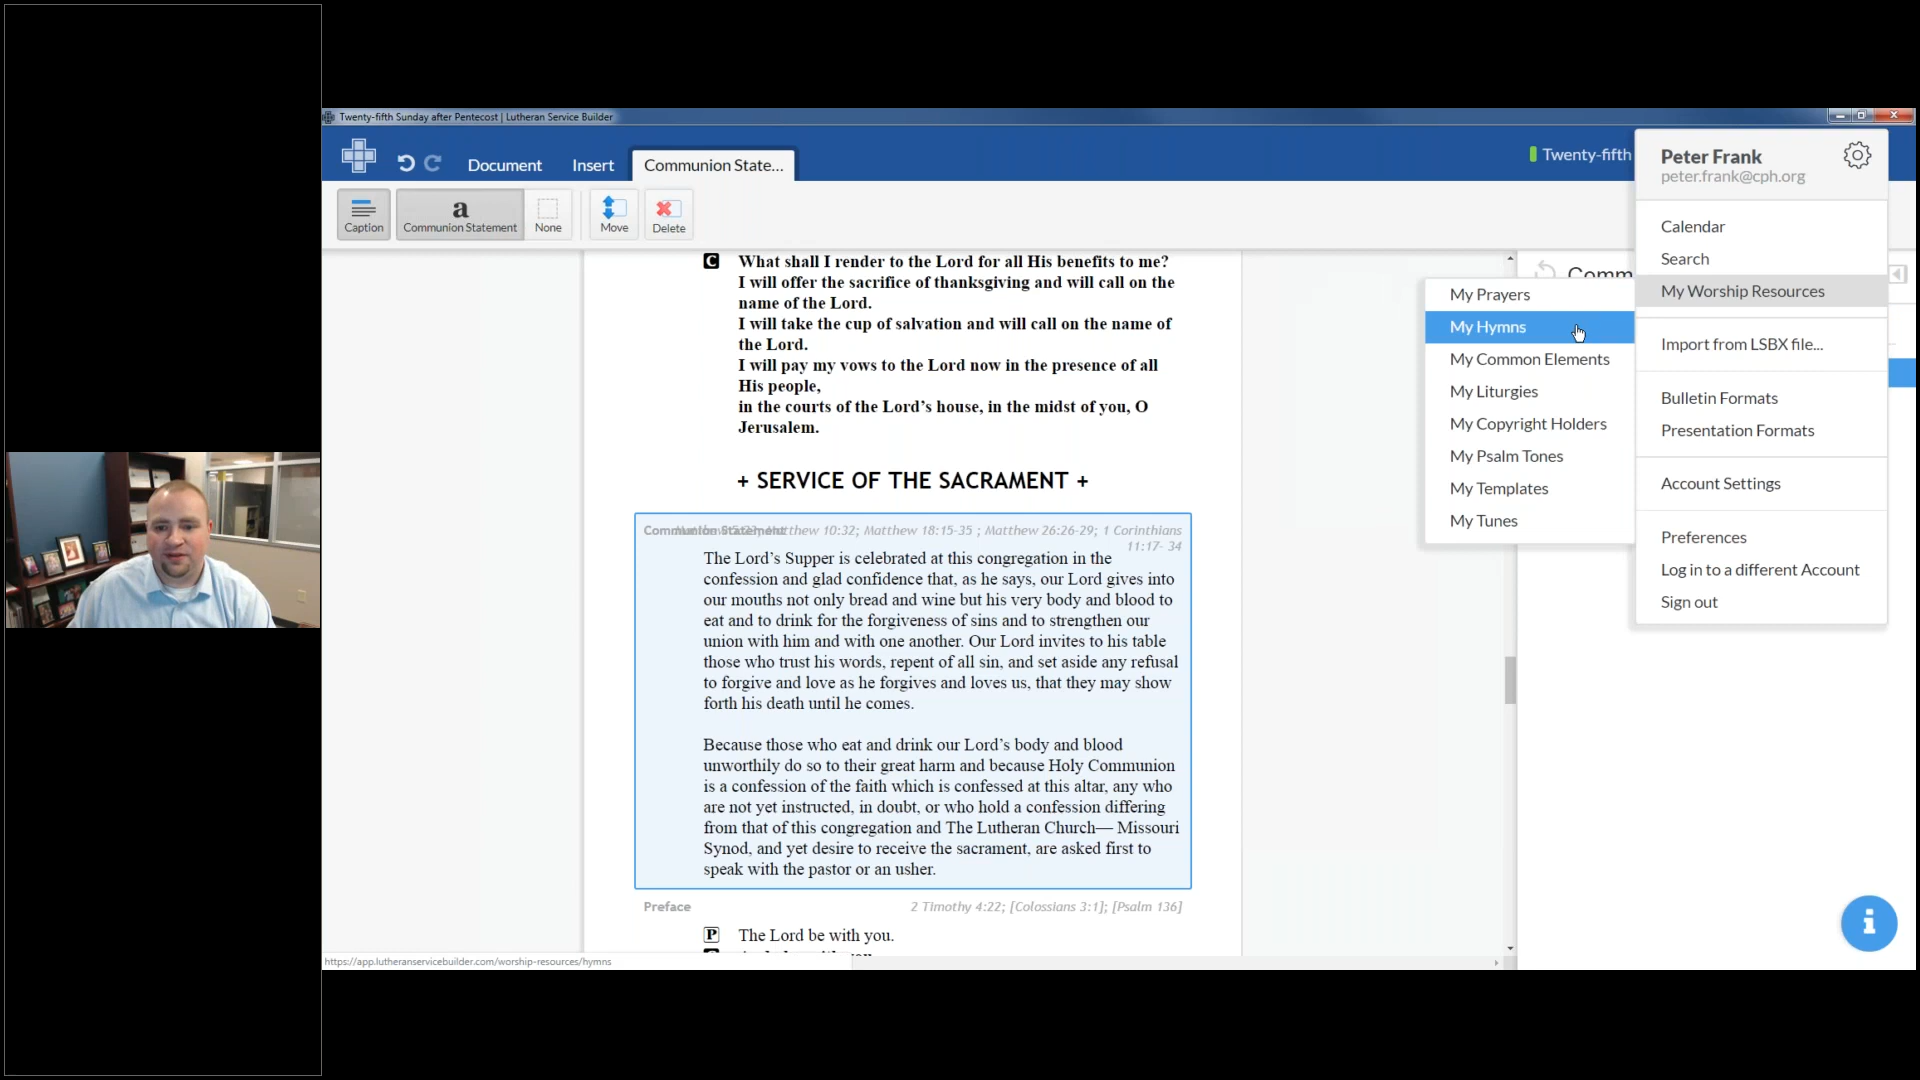 Twenty-fifth Sunday after Pentecost | Lutheran Service Builder
Document
Insert
Communion State...
Twenty-fifth
Caption
a
Communion Statement
None
Move
Delete
C What shall I render to the Lord for all His benefits to me?
I will offer the sacrifice of thanksgiving and will call on the
name of the Lord.
I will take the cup of salvation and will call on the name of
the Lord.
I will pay my vows to the Lord now in the presence of all
His people,
in the courts of the Lord’s house, in the midst of you, O
Jerusalem.
+ SERVICE OF THE SACRAMENT +
Communion Statement Matthew 10:32; Matthew 18:15-35 ; Matthew 26:26-29; 1 Corinthians
11:17- 34
The Lord’s Supper is celebrated at this congregation in the
confession and glad confidence that, as he says, our Lord gives into
our mouths not only bread and wine but his very body and blood to
eat and to drink for the forgiveness of sins and to strengthen our
union with him and with one another. Our Lord invites to his table
those who trust his words, repent of all sin, and set aside any refusal
to forgive and love as he forgives and loves us, that they may show
forth his death until he comes.
Because those who eat and drink our Lord’s body and blood
unworthily do so to their great harm and because Holy Communion
is a confession of the faith which is confessed at this altar, any who
are not yet instructed, in doubt, or who hold a confession differing
from that of this congregation and The Lutheran Church— Missouri
Synod, and yet desire to receive the sacrament, are asked first to
speak with the pastor or an usher.
Preface 2 Timothy 4:22; [Colossians 3:1]; [Psalm 136]
P The Lord be with you.
https://app.lutheranservicebuilder.com/worship-resources/hymns
Comm
My Prayers
My Hymns
My Common Elements
My Liturgies
My Copyright Holders
My Psalm Tones
My Templates
My Tunes
Peter Frank
peter.frank@cph.org
Calendar
Search
My Worship Resources
Import from LSBX file...
Bulletin Formats
Presentation Formats
Account Settings
Preferences
Log in to a different Account
Sign out
i